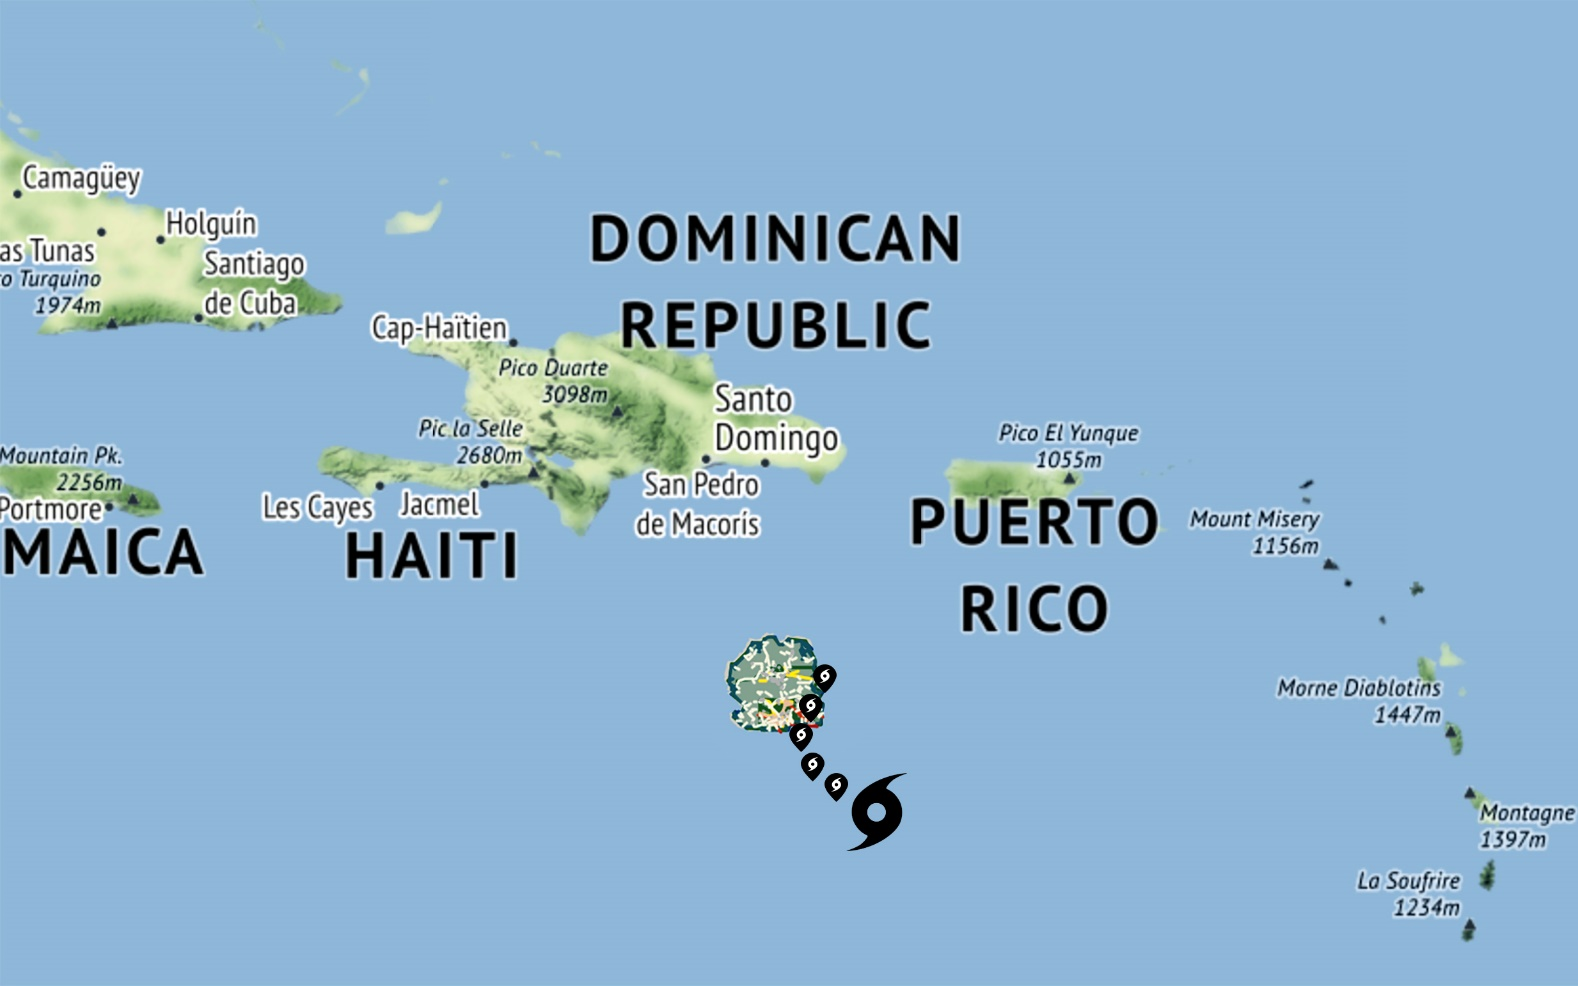 Camagüey
Holguín
as Tunas
Santiago
de Cuba
o Turquino
1974m
DOMINICAN
REPUBLIC
Cap-Haïtien
Pico Duarte
3098m
Santo
Domingo
Pic la Selle
2680m
San Pedro
de Macorís
Mountain Pk.
2256m
Portmore
MAICA
Les Cayes
Jacmel
HAITI
Pico El Yunque
1055m
PUERTO
RICO
Mount Misery
1156m
Morne Diablotins
1447m
Montagne
1397m
La Soufrire
1234m